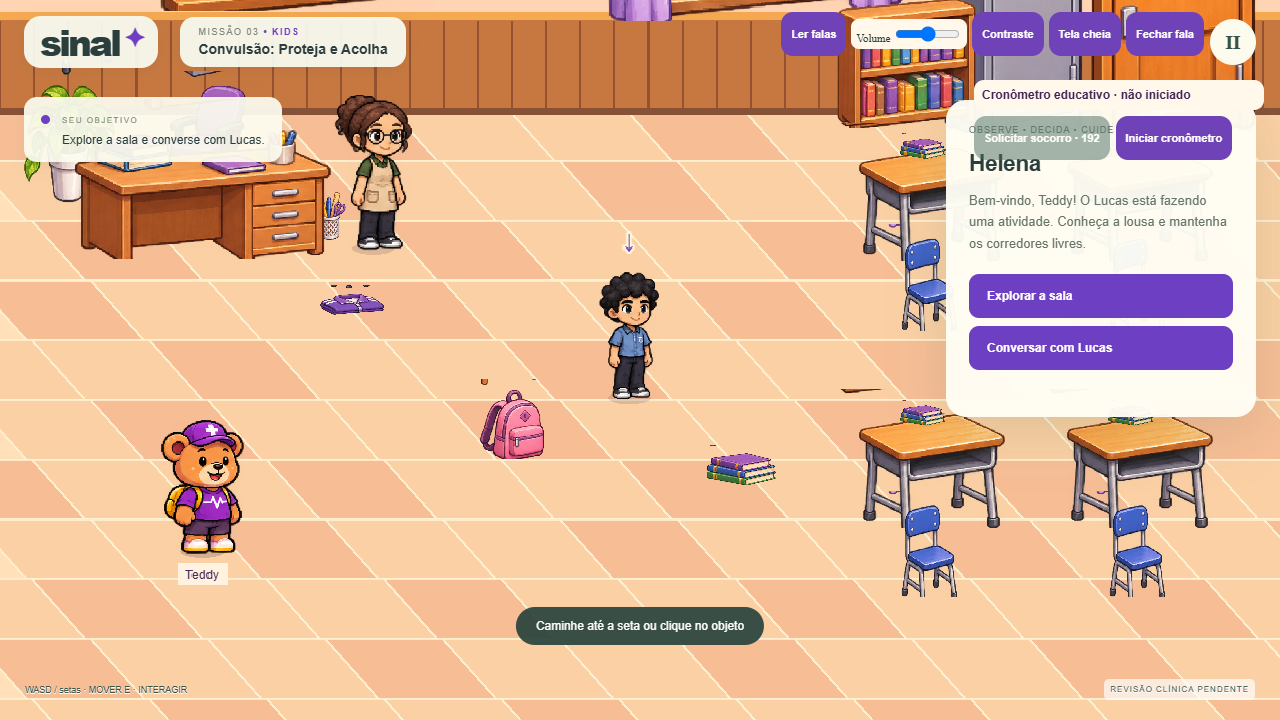 sinal
MISSÃO 03 • KIDS
Convulsão: Proteja e Acolha
Ler falas
Volume
Contraste
Tela cheia
Fechar fala
II
SEU OBJETIVO
Explore a sala e converse com Lucas.
Cronômetro educativo · não iniciado
OBSERVE • DECIDA • CUIDE
Solicitar socorro · 192
Iniciar cronômetro
Helena
Bem-vindo, Teddy! O Lucas está fazendo
uma atividade. Conheça a lousa e mantenha
os corredores livres.
Explorar a sala
Conversar com Lucas
Teddy
Caminhe até a seta ou clique no objeto
WASD / setas · MOVER E · INTERAGIR
REVISÃO CLÍNICA PENDENTE